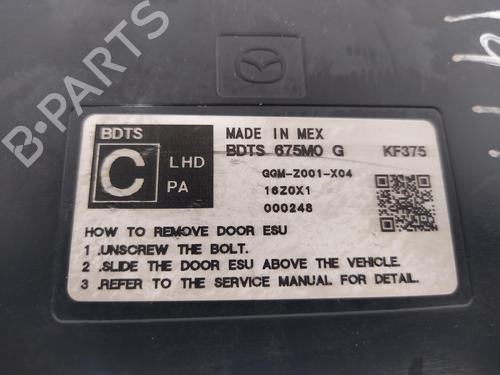 BDTS
C
LHD
PA
MADE IN MEX
BDTS 675M0 G KF375
GQM-Z001-X04
16Z0X1
000248
HOW TO REMOVE DOOR ESU
1 .UNSCREW THE BOLT.
2 .SLIDE THE DOOR ESU ABOVE THE VEHICLE.
3 .REFER TO THE SERVICE MANUAL FOR DETAIL.